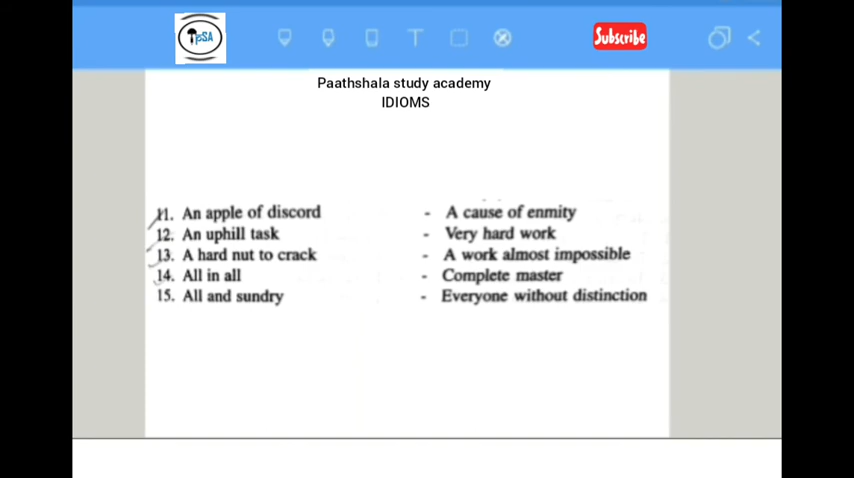 pSA
T
Subscribe
Paathshala study academy
IDIOMS
11. An apple of discord - A cause of enmity
12. An uphill task - Very hard work
13. A hard nut to crack - A work almost impossible
14. All in all - Complete master
15. All and sundry - Everyone without distinction